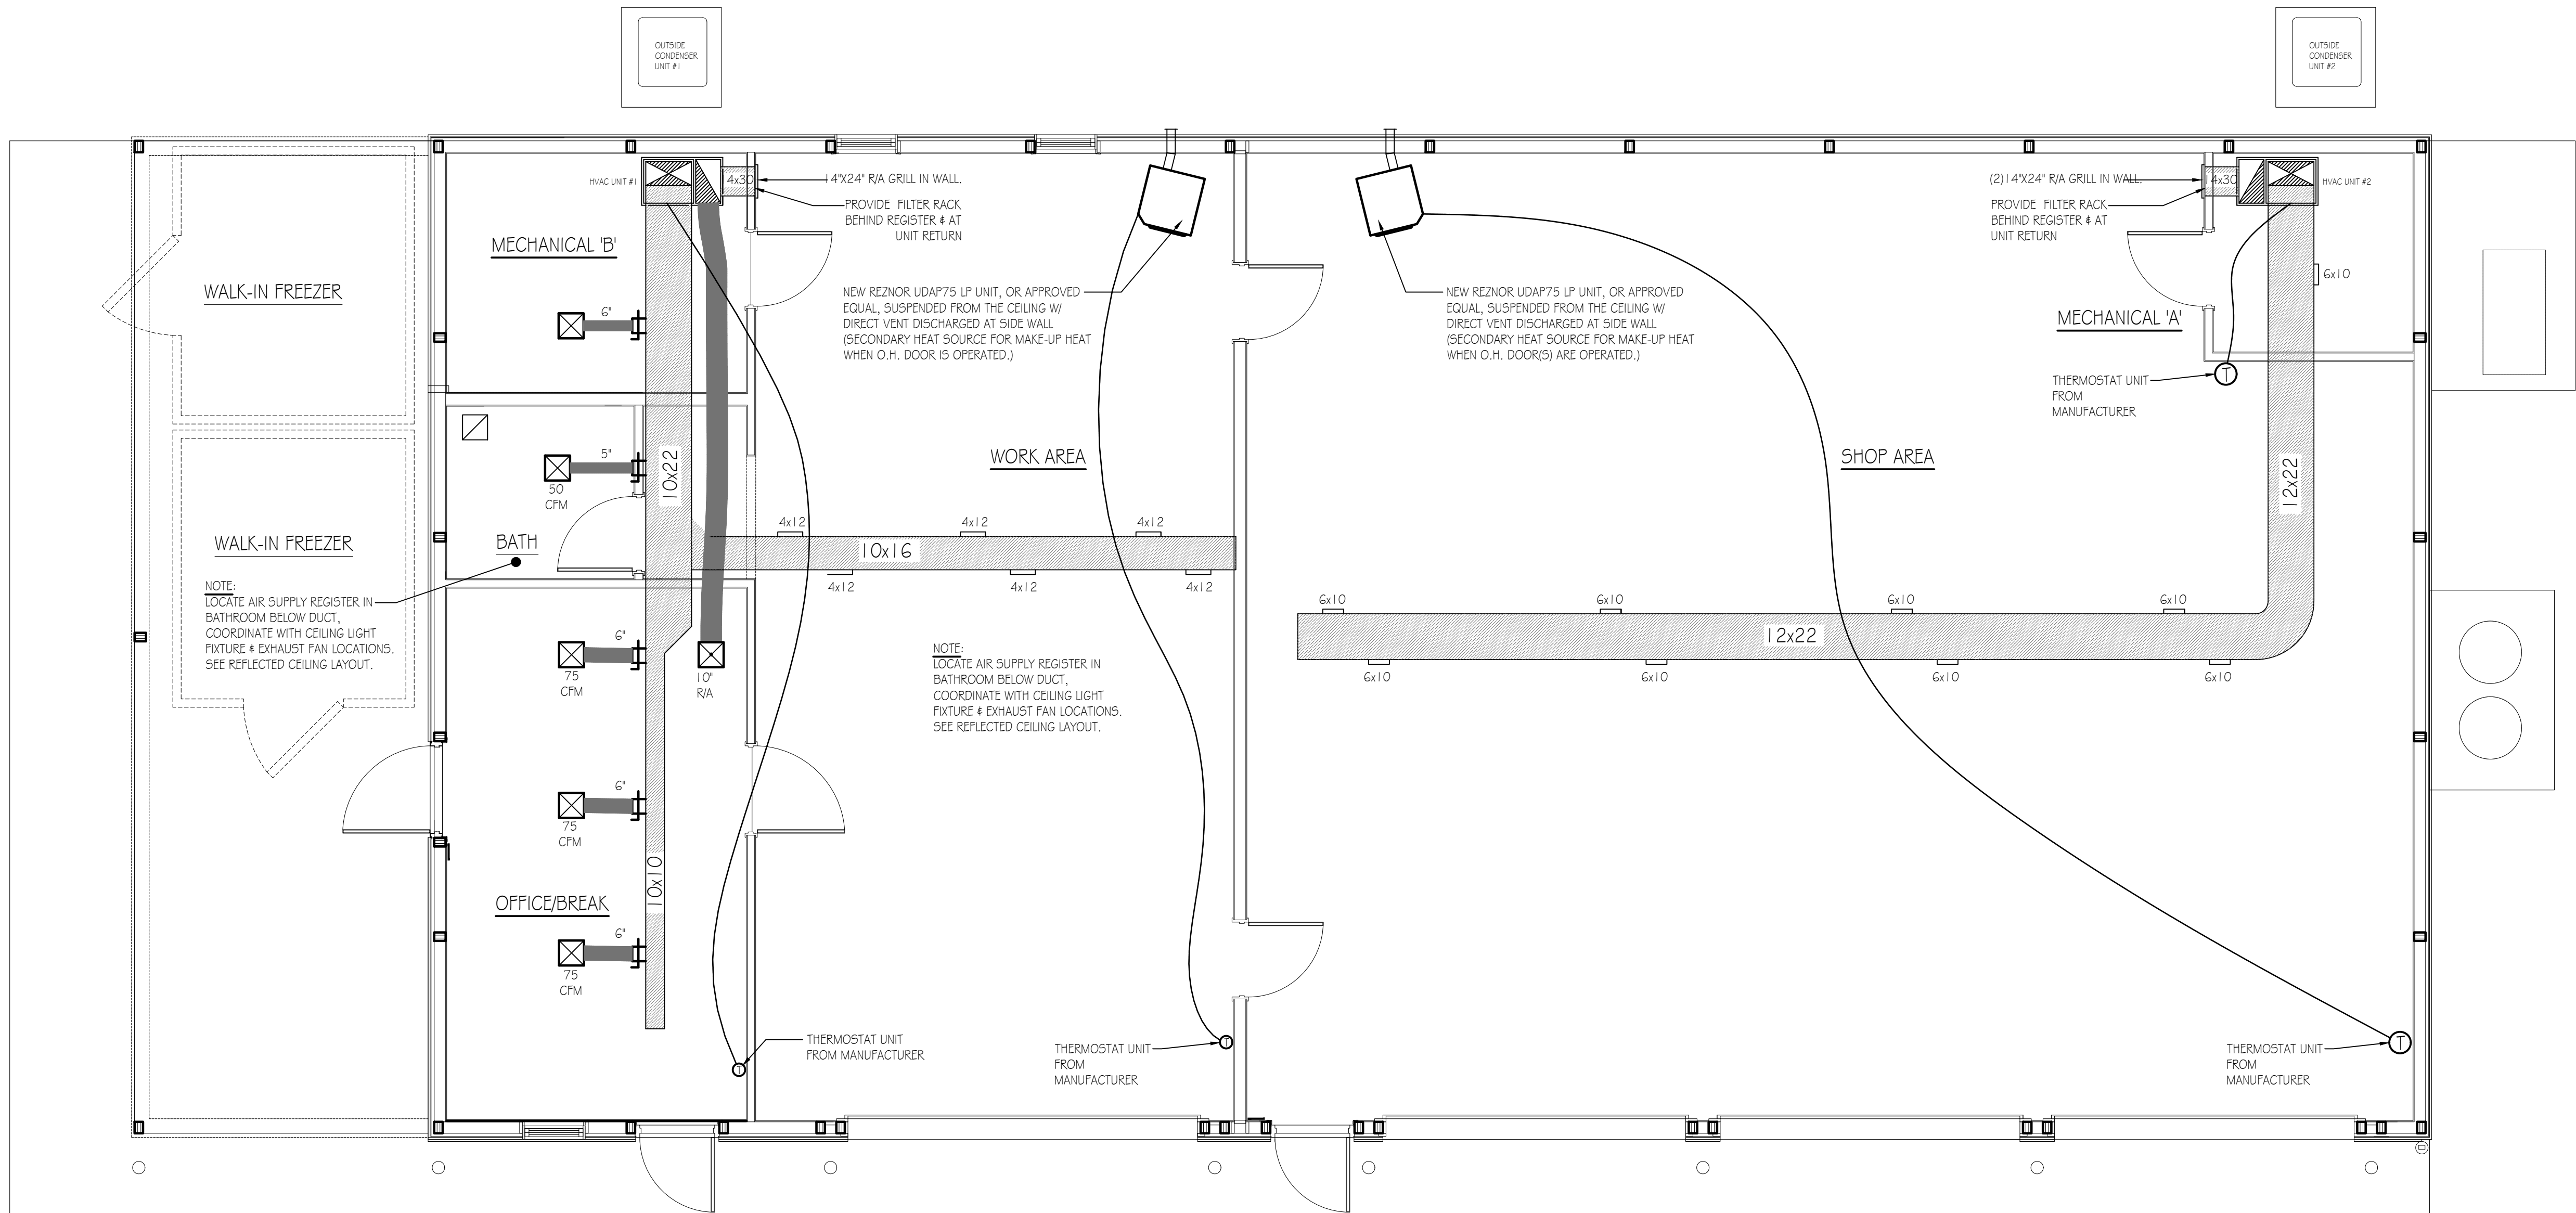 OUTSIDE
CONDENSER
UNIT #1
OUTSIDE
CONDENSER
UNIT #2
HVAC UNIT #1
4x30
14"X24" R/A GRILL IN WALL.
PROVIDE FILTER RACK
BEHIND REGISTER & AT
UNIT RETURN
(2)14"X24" R/A GRILL IN WALL.
14x30
HVAC UNIT #2
PROVIDE FILTER RACK
BEHIND REGISTER & AT
UNIT RETURN
MECHANICAL 'B'
WALK-IN FREEZER
6"
NEW REZNOR UDAP75 LP UNIT, OR APPROVED
EQUAL, SUSPENDED FROM THE CEILING W/
DIRECT VENT DISCHARGED AT SIDE WALL
(SECONDARY HEAT SOURCE FOR MAKE-UP HEAT
WHEN O.H. DOOR IS OPERATED.)
NEW REZNOR UDAP75 LP UNIT, OR APPROVED
EQUAL, SUSPENDED FROM THE CEILING W/
DIRECT VENT DISCHARGED AT SIDE WALL
(SECONDARY HEAT SOURCE FOR MAKE-UP HEAT
WHEN O.H. DOOR(S) ARE OPERATED.)
6x10
MECHANICAL 'A'
THERMOSTAT UNIT
FROM
MANUFACTURER
T
5"
50
CFM
10x22
WORK AREA
SHOP AREA
12x22
WALK-IN FREEZER
BATH
4x12
4x12
4x12
10x16
4x12
4x12
4x12
NOTE:
LOCATE AIR SUPPLY REGISTER IN
BATHROOM BELOW DUCT,
COORDINATE WITH CEILING LIGHT
FIXTURE & EXHAUST FAN LOCATIONS.
SEE REFLECTED CEILING LAYOUT.
6x10
6x10
6x10
6x10
12x22
6x10
6x10
6x10
6x10
6"
75
CFM
10"
R/A
NOTE:
LOCATE AIR SUPPLY REGISTER IN
BATHROOM BELOW DUCT,
COORDINATE WITH CEILING LIGHT
FIXTURE & EXHAUST FAN LOCATIONS.
SEE REFLECTED CEILING LAYOUT.
6"
75
CFM
10x10
OFFICE/BREAK
6"
75
CFM
THERMOSTAT UNIT
FROM MANUFACTURER
T
THERMOSTAT UNIT
FROM
MANUFACTURER
T
THERMOSTAT UNIT
FROM
MANUFACTURER
T